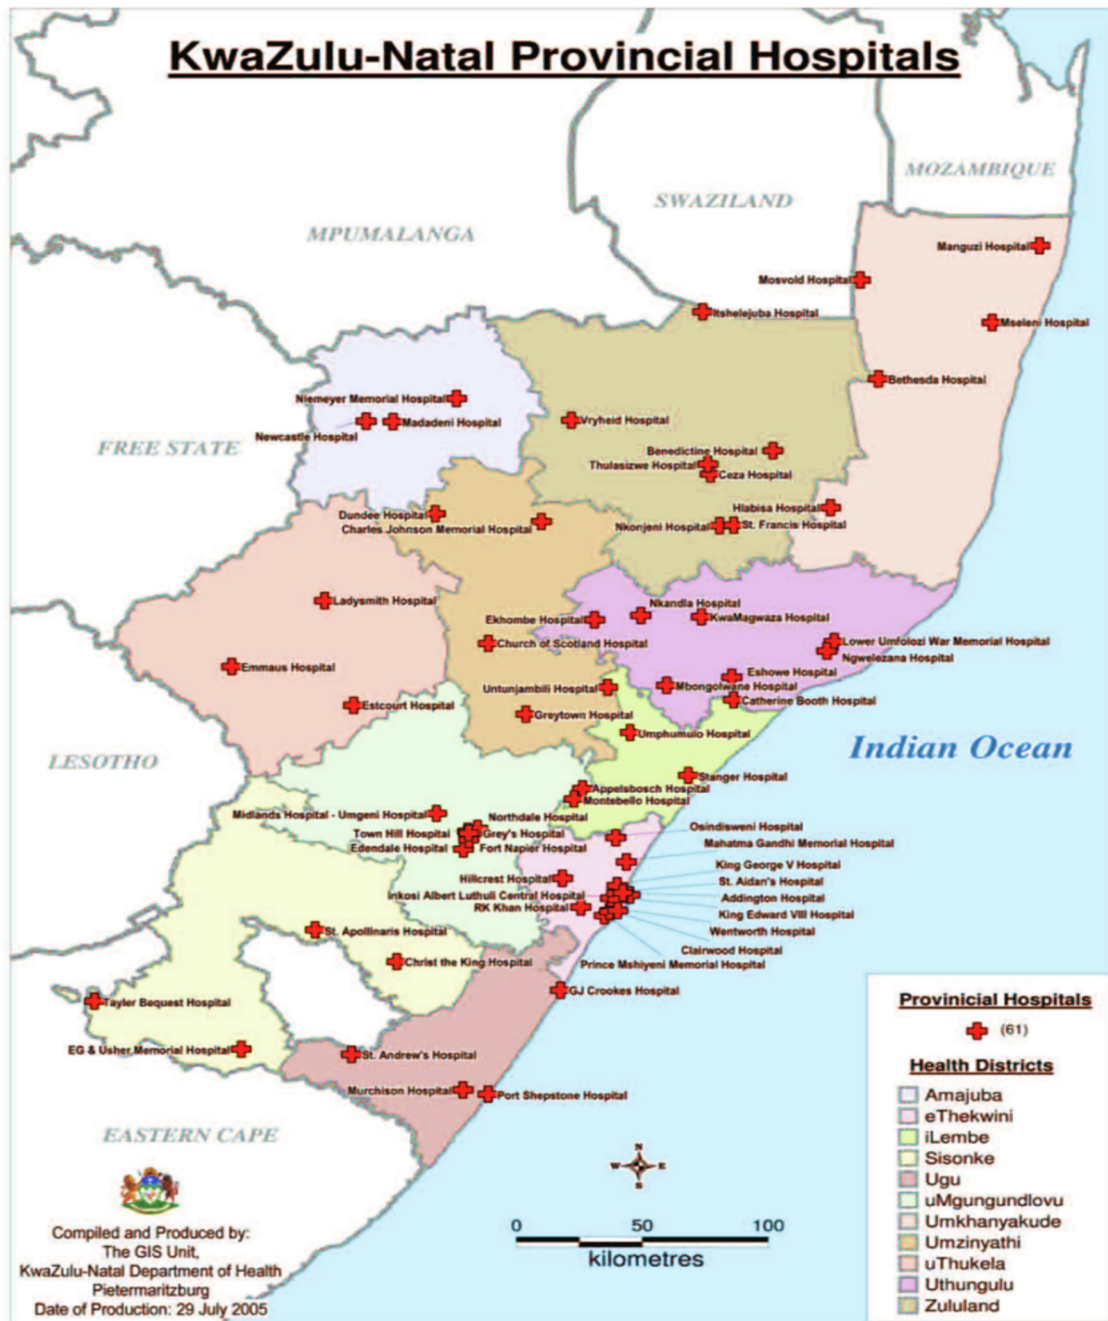 KwaZulu-Natal Provincial Hospitals
MOZAMBIQUE
SWAZILAND
MPUMALANGA
Manguzi Hospital
Mosvold Hospital
Itshelejuba Hospital
Mseleni Hospital
Bethesda Hospital
Niemeyer Memorial Hospital
Madadeni Hospital
Newcastle Hospital
Vryheid Hospital
FREE STATE
Benedictine Hospital
Thulasizwe Hospital
Ceza Hospital
Hlabisa Hospital
Dundee Hospital
Charles Johnson Memorial Hospital
Nkonjeni Hospital
St. Francis Hospital
Ladysmith Hospital
Nkandla Hospital
Ekhombe Hospital
KwaMagwaza Hospital
Church of Scotland Hospital
Lower Umfolozi War Memorial Hospital
Ngwelezana Hospital
Emmaus Hospital
Eshowe Hospital
Untunjambili Hospital
Mbongolwane Hospital
Catherine Booth Hospital
Estcourt Hospital
Greytown Hospital
Umphumulo Hospital
Indian Ocean
LESOTHO
Stanger Hospital
Appelsbosch Hospital
Montebello Hospital
Midlands Hospital - Umgeni Hospital
Northdale Hospital
Town Hill Hospital
Grey's Hospital
Edendale Hospital
Fort Napier Hospital
Osindisweni Hospital
Mahatma Gandhi Memorial Hospital
King George V Hospital
Hillcrest Hospital
St. Aidan's Hospital
Inkosi Albert Luthuli Central Hospital
Addington Hospital
RK Khan Hospital
King Edward VIII Hospital
Wentworth Hospital
Clairwood Hospital
Prince Mshiyeni Memorial Hospital
St. Apollinaris Hospital
Christ the King Hospital
GJ Crookes Hospital
Tayler Bequest Hospital
EG & Usher Memorial Hospital
St. Andrew's Hospital
Murchison Hospital
Port Shepstone Hospital
EASTERN CAPE
Provinicial Hospitals
(61)
Health Districts
Amajuba
eThekwini
iLembe
Sisonke
Ugu
uMgungundlovu
Umkhanyakude
Umzinyathi
uThukela
Uthungulu
Zululand
N
W
E
S
0 50 100
kilometres
Compiled and Produced by:
The GIS Unit,
KwaZulu-Natal Department of Health
Pietermaritzburg
Date of Production: 29 July 2005